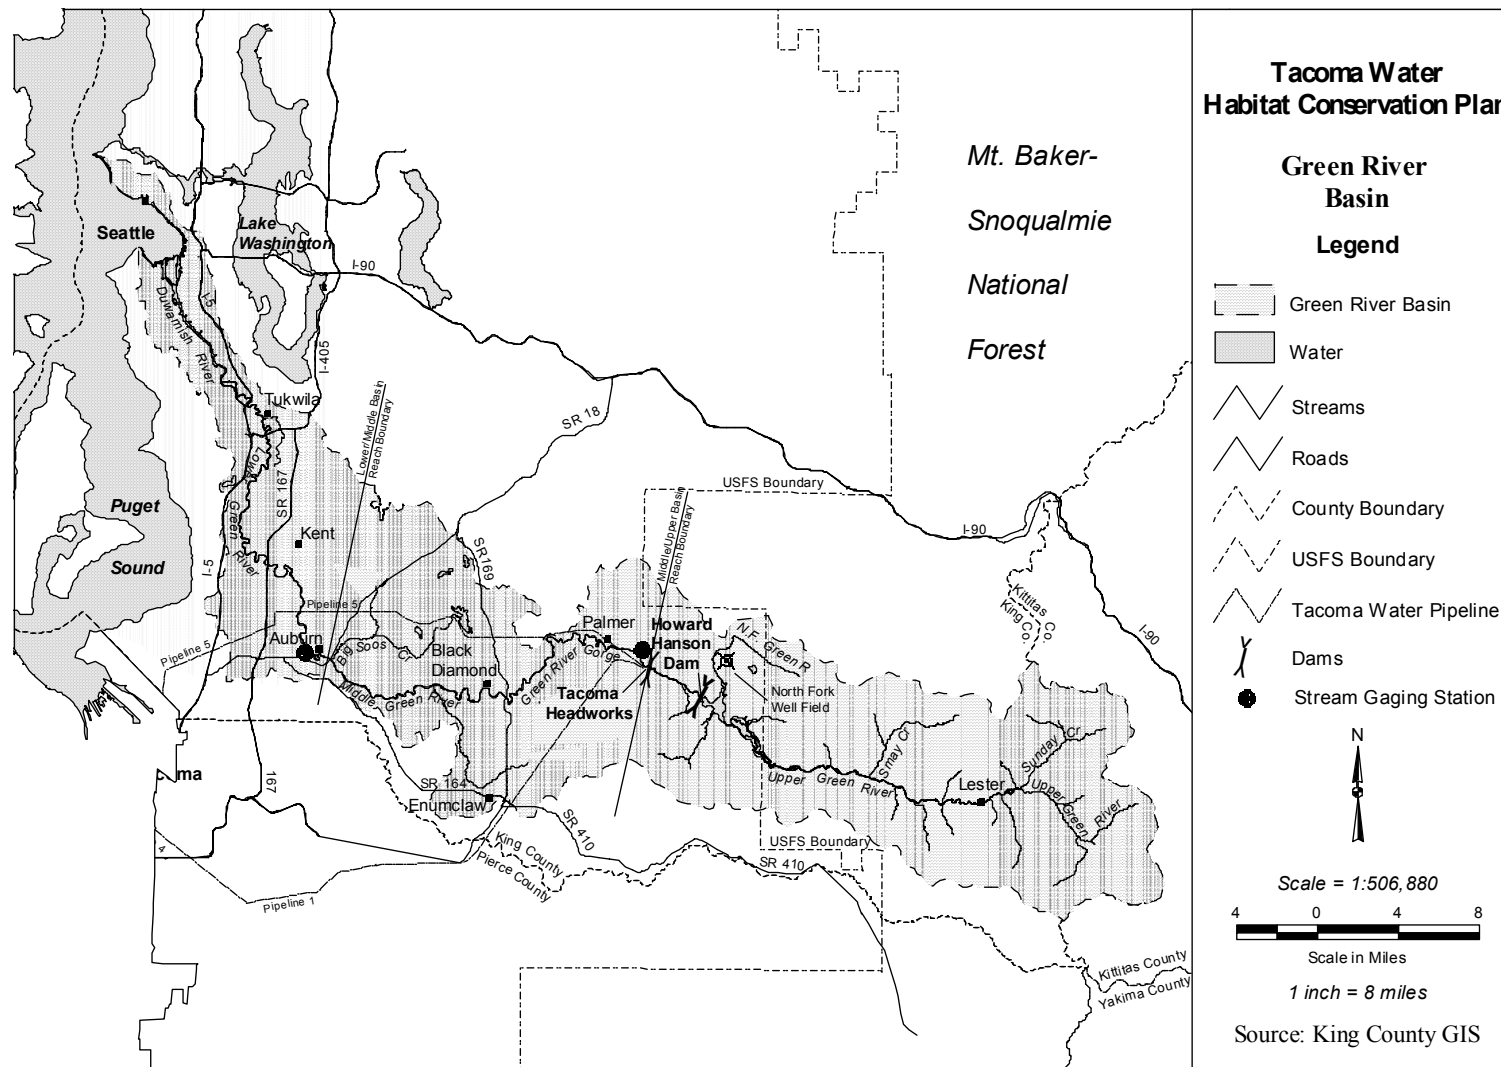 Tacoma Water
Habitat Conservation Plan
Green River
Basin
Legend
Green River Basin
Water
Streams
Roads
County Boundary
USFS Boundary
Tacoma Water Pipeline
Dams
Stream Gaging Station
N
Scale = 1:506,880
4 0 4 8
Scale in Miles
1 inch = 8 miles
Source: King County GIS
Mt. Baker-
Snoqualmie
National
Forest
Seattle
Lake
Washington
I-90
I-5
Duwamish River
I-405
Tukwila
Lower/Middle Basin
Reach Boundary
SR 18
Lower
Green
River
SR 167
USFS Boundary
I-90
Puget
Sound
Kent
I-5
SR169
Middle/Upper Basin
Reach Boundary
Kittitas Co.
King Co.
I-90
Pipeline 5
Pipeline 5
Auburn
Big Soos Cr
Black
Diamond
Palmer
Green River Gorge
Howard
Hanson
Dam
N.F. Green R.
Tacoma
Headworks
North Fork
Well Field
Middle Green River
Smay Cr
Sunday Cr
Upper Green River
Lester
Upper Green River
ma
167
SR 164
Enumclaw
SR 410
King County
Pierce County
USFS Boundary
SR 410
4
Pipeline 1
Kittitas County
Yakima County